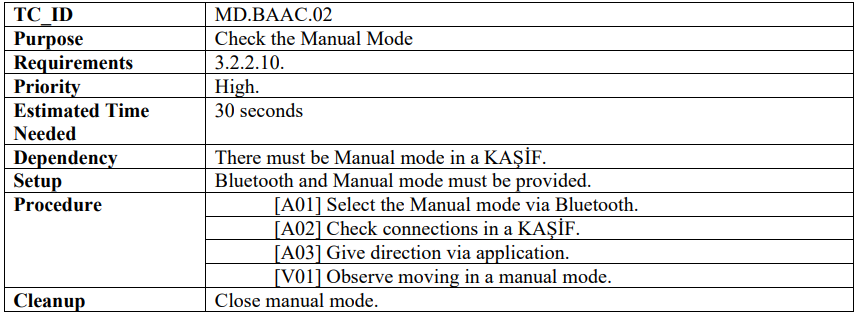 TC_ID MD.BAAC.02
Purpose Check the Manual Mode
Requirements 3.2.2.10.
Priority High.
Estimated Time Needed 30 seconds
Dependency There must be Manual mode in a KAŞİF.
Setup Bluetooth and Manual mode must be provided.
Procedure [A01] Select the Manual mode via Bluetooth.
[A02] Check connections in a KAŞİF.
[A03] Give direction via application.
[V01] Observe moving in a manual mode.
Cleanup Close manual mode.